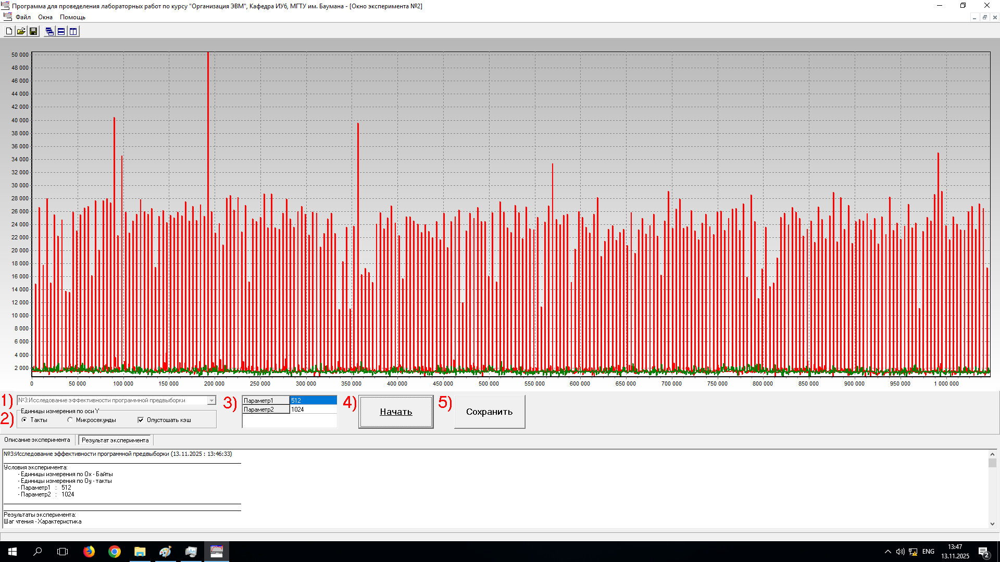 Программа для проведеления лабораторных работ по курсу "Организация ЭВМ", Кафедра ИУ6, МГТУ им. Баумана - [Окно эксперимента №2]
Файл Окна Помощь
50 000
48 000
46 000
44 000
42 000
40 000
38 000
36 000
34 000
32 000
30 000
28 000
26 000
24 000
22 000
20 000
18 000
16 000
14 000
12 000
10 000
8 000
6 000
4 000
2 000
0 50 000 100 000 150 000 200 000 250 000 300 000 350 000 400 000 450 000 500 000 550 000 600 000 650 000 700 000 750 000 800 000 850 000 900 000 950 000 1 000 000
1) №3:Исследование эффективности программной предвыборки
2) Единицы измерения по оси Y
Такты Микросекунды Опустошать кэш
3) Параметр1 512
Параметр2 1024
4) Начать
5) Сохранить
Описание эксперимента Результат эксперимента
№3:Исследование эффективности программной предвыборки (13.11.2025 : 13:46:33)
Условия эксперимента:
- Единицы измерения по Ox - Байты
- Единицы измерения по Oy - такты
- Параметр1 : 512
- Параметр2 : 1024
Результаты эксперимента:
Шаг чтения - Характеристика
ENG
13:47
13.11.2025
2